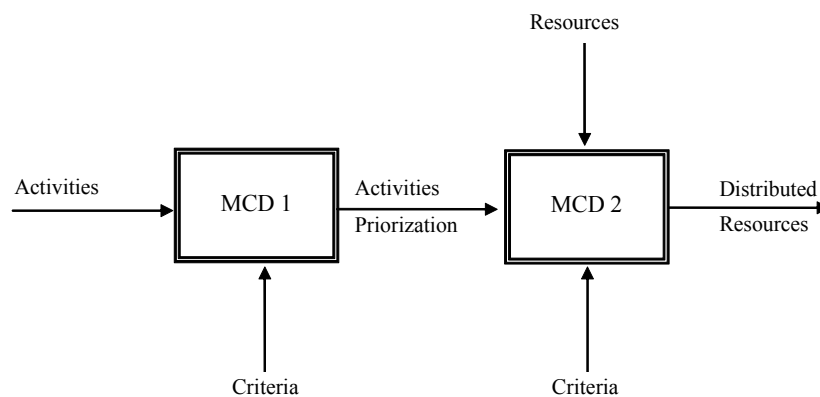 Resources
Activities
MCD 1
Activities
Priorization
MCD 2
Distributed
Resources
Criteria
Criteria